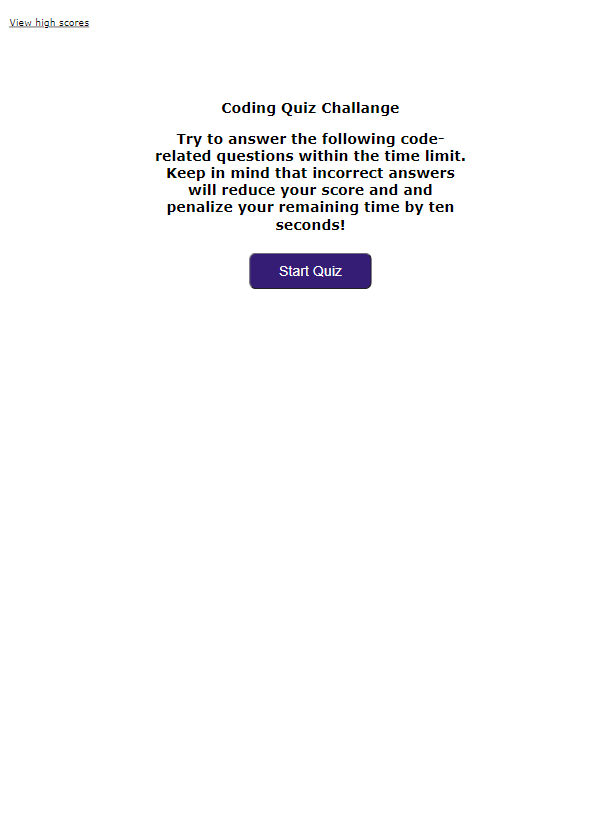 View high scores
Coding Quiz Challange
Try to answer the following code-
related questions within the time limit.
Keep in mind that incorrect answers
will reduce your score and and
penalize your remaining time by ten
seconds!
Start Quiz